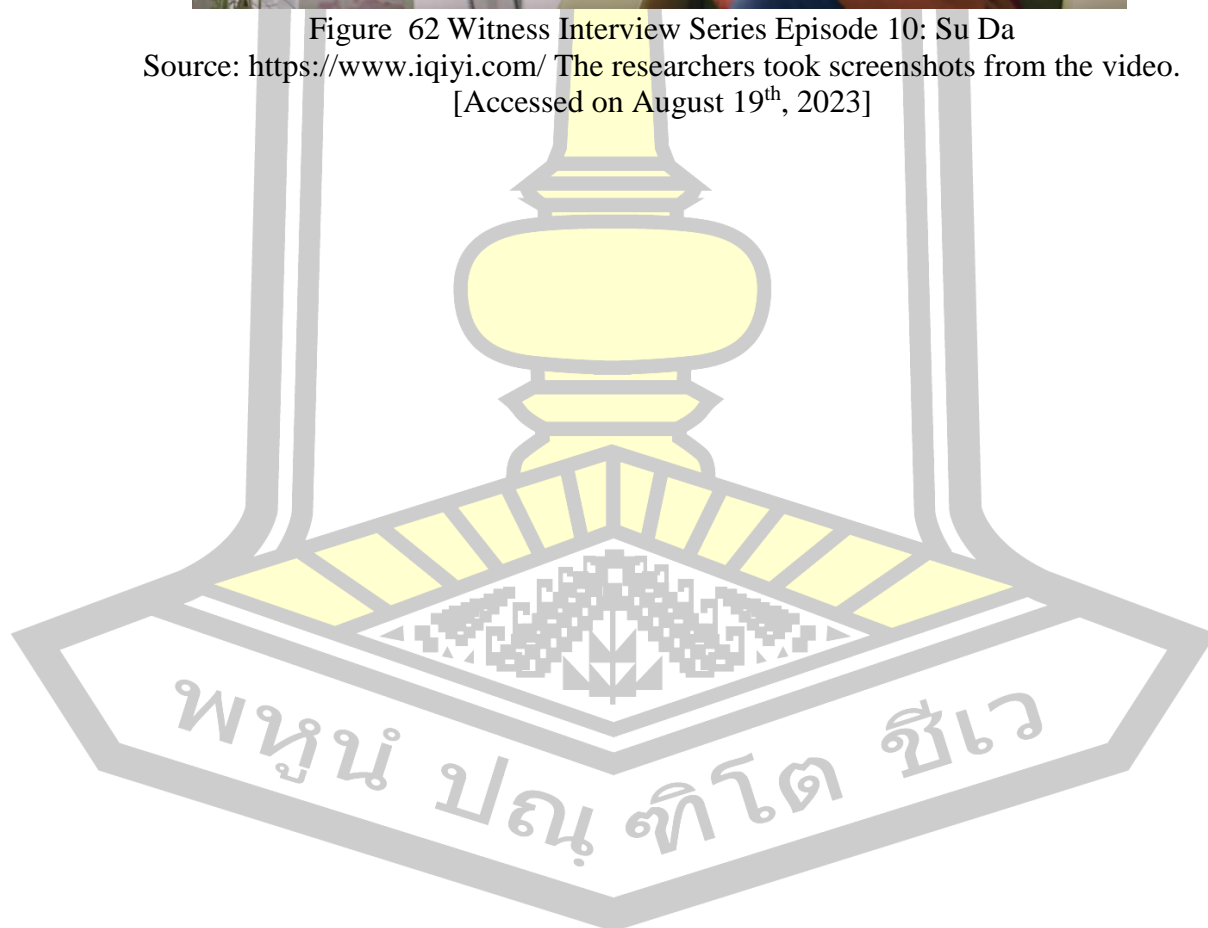 Figure  62 Witness Interview Series Episode 10: Su Da
Source: https://www.iqiyi.com/ The researchers took screenshots from the video.
[Accessed on August 19th, 2023]
พหูนํ ปณฺ ฑิโต ชีเว